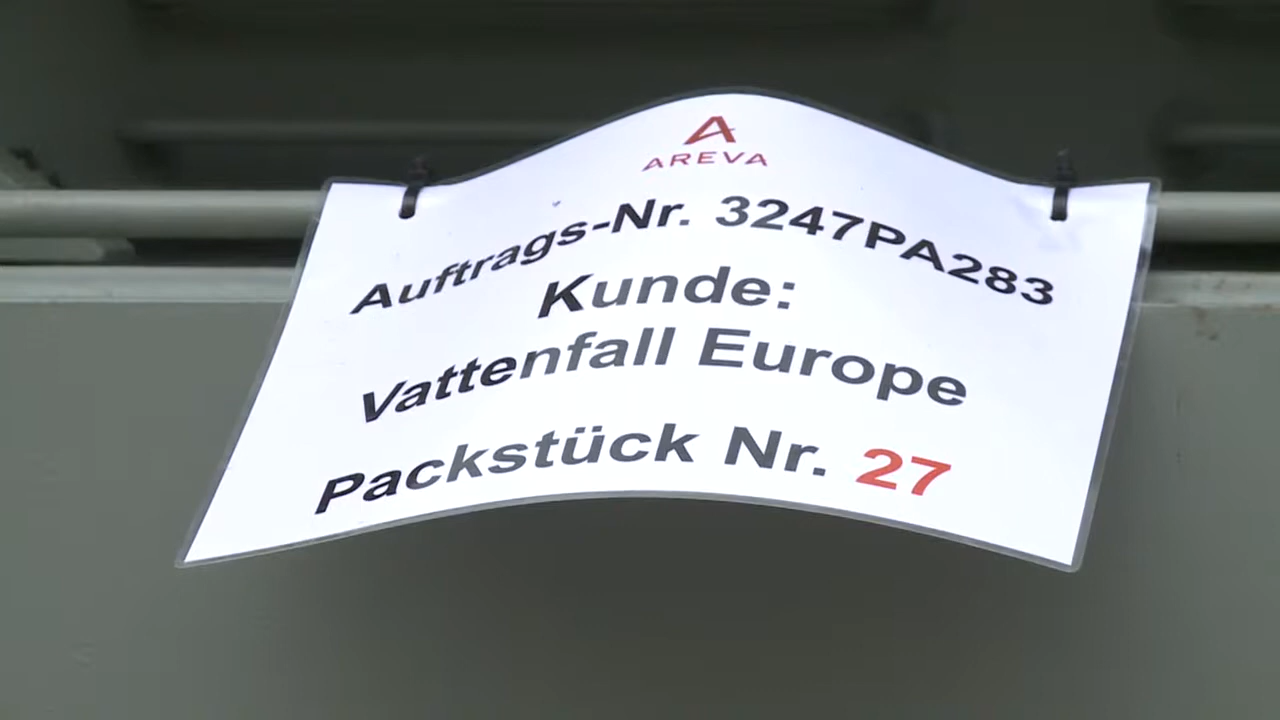 AREVA
Auftrags-Nr. 3247PA283
Kunde:
Vattenfall Europe
Packstück Nr. 27